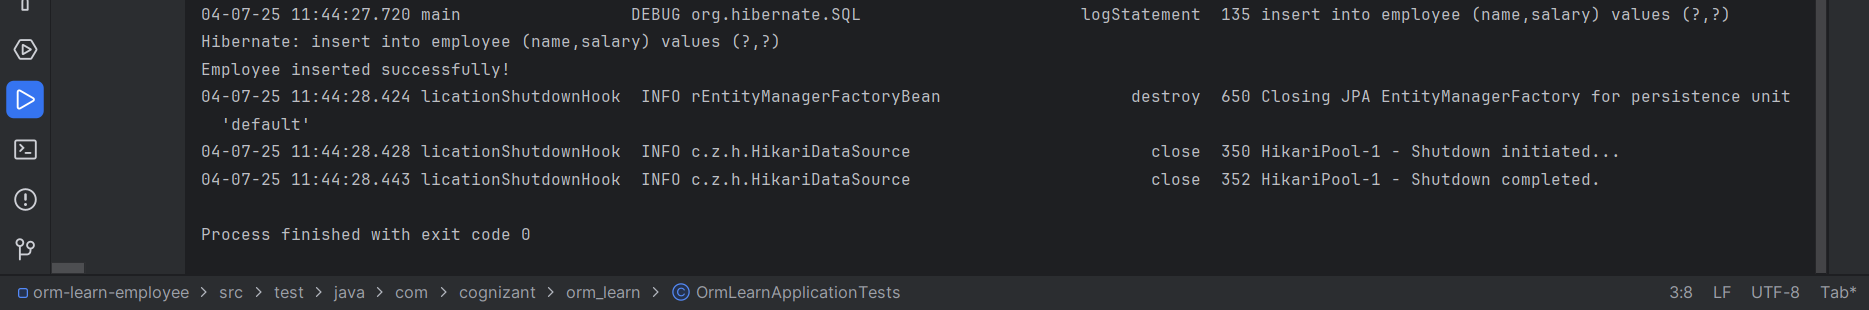 04-07-25 11:44:27.720 main                 DEBUG org.hibernate.SQL                      logStatement  135 insert into employee (name,salary) values (?,?)
Hibernate: insert into employee (name,salary) values (?,?)
Employee inserted successfully!
04-07-25 11:44:28.424 licationShutdownHook  INFO rEntityManagerFactoryBean                   destroy  650 Closing JPA EntityManagerFactory for persistence unit
  'default'
04-07-25 11:44:28.428 licationShutdownHook  INFO c.z.h.HikariDataSource                        close  350 HikariPool-1 - Shutdown initiated...
04-07-25 11:44:28.443 licationShutdownHook  INFO c.z.h.HikariDataSource                        close  352 HikariPool-1 - Shutdown completed.
Process finished with exit code 0
orm-learn-employee > src > test > java > com > cognizant > orm_learn > OrmLearnApplicationTests 3:8 LF UTF-8 Tab*